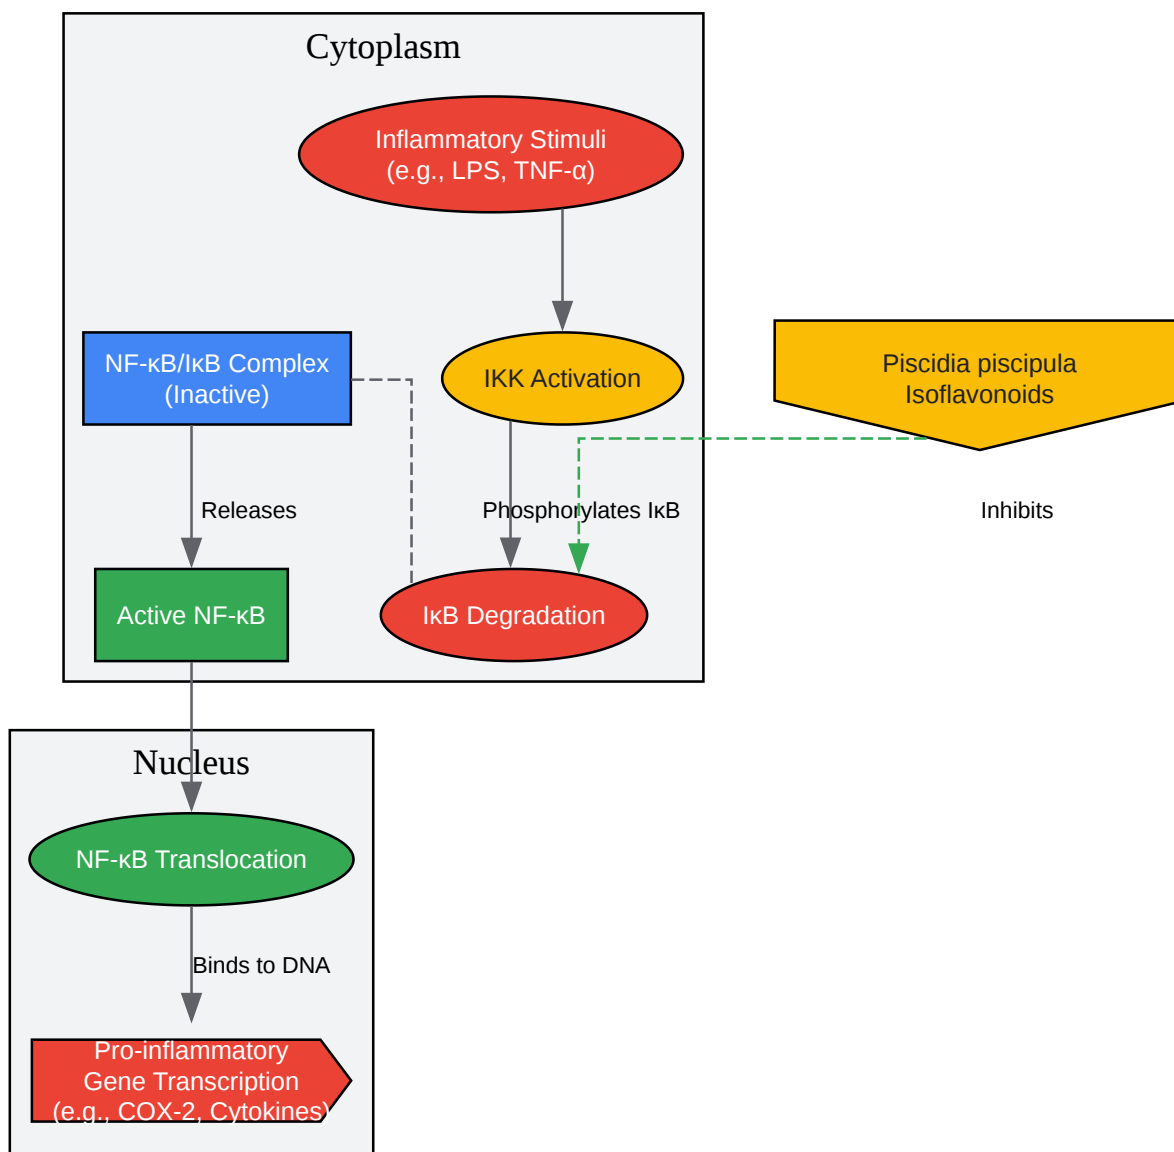 Cytoplasm
Inflammatory Stimuli
(e.g., LPS, TNF-α)
NF-κB/IκB Complex
(Inactive)
IKK Activation
Piscidia piscipula
Isoflavonoids
Releases
Phosphorylates IκB
Inhibits
Active NF-κB
IκB Degradation
Nucleus
NF-κB Translocation
Binds to DNA
Pro-inflammatory
Gene Transcription
(e.g., COX-2, Cytokines)